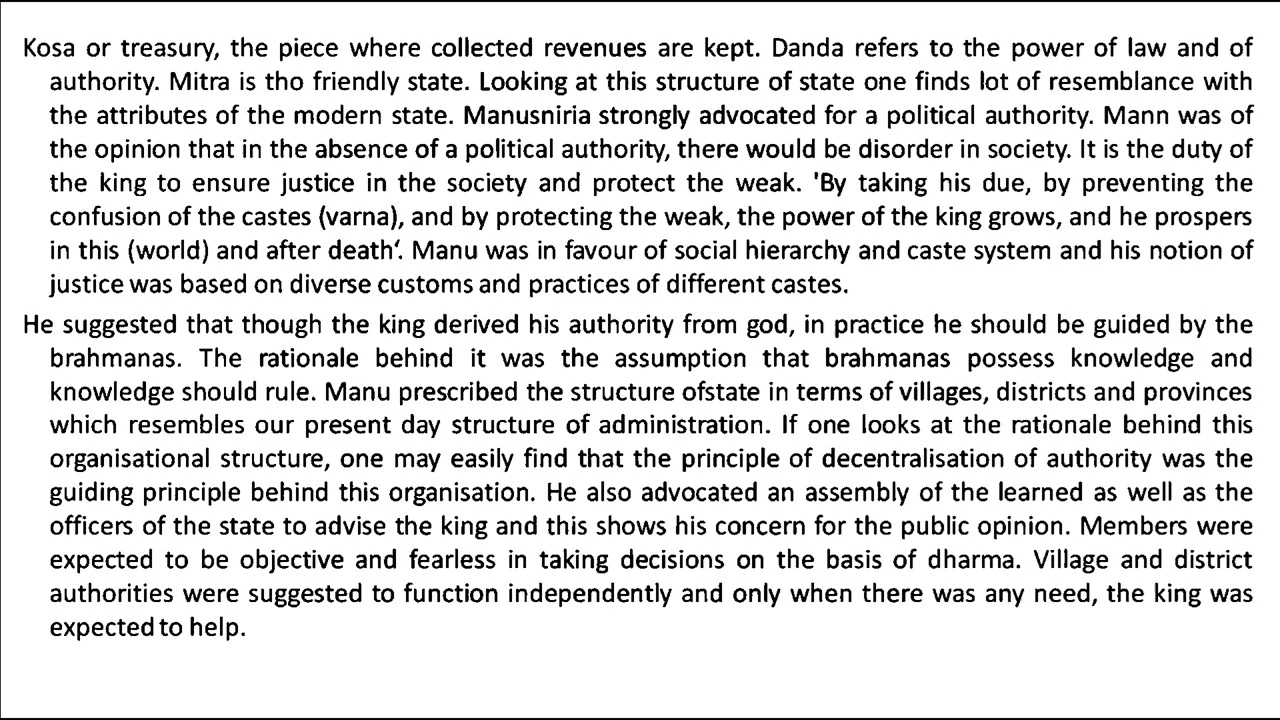 Kosa or treasury, the piece where collected revenues are kept. Danda refers to the power of law and of
authority. Mitra is tho friendly state. Looking at this structure of state one finds lot of resemblance with
the attributes of the modern state. Manusniria strongly advocated for a political authority. Mann was of
the opinion that in the absence of a political authority, there would be disorder in society. It is the duty of
the king to ensure justice in the society and protect the weak. 'By taking his due, by preventing the
confusion of the castes (varna), and by protecting the weak, the power of the king grows, and he prospers
in this (world) and after death‘. Manu was in favour of social hierarchy and caste system and his notion of
justice was based on diverse customs and practices of different castes.
He suggested that though the king derived his authority from god, in practice he should be guided by the
brahmanas. The rationale behind it was the assumption that brahmanas possess knowledge and
knowledge should rule. Manu prescribed the structure ofstate in terms of villages, districts and provinces
which resembles our present day structure of administration. If one looks at the rationale behind this
organisational structure, one may easily find that the principle of decentralisation of authority was the
guiding principle behind this organisation. He also advocated an assembly of the learned as well as the
officers of the state to advise the king and this shows his concern for the public opinion. Members were
expected to be objective and fearless in taking decisions on the basis of dharma. Village and district
authorities were suggested to function independently and only when there was any need, the king was
expected to help.